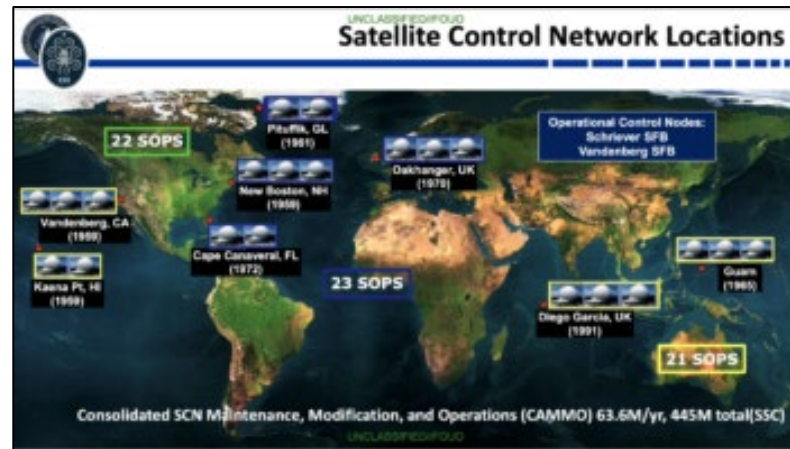 UNCLASSIFIED//FOUO
Satellite Control Network Locations
Pituffik, GL
(1961)
22 SOPS
Operational Control Nodes:
Schriever SFB
Vandenberg SFB
Oakhanger, UK
(1978)
New Boston, NH
(1959)
Vandenberg, CA
(1959)
Cape Canaveral, FL
(1972)
Kaena Pt, HI
(1959)
23 SOPS
Guam
(1965)
Diego Garcia, UK
(1991)
21 SOPS
Consolidated SCN Maintenance, Modification, and Operations (CAMMO) 63.6M/yr, 445M total(SSC)
UNCLASSIFIED//FOUO